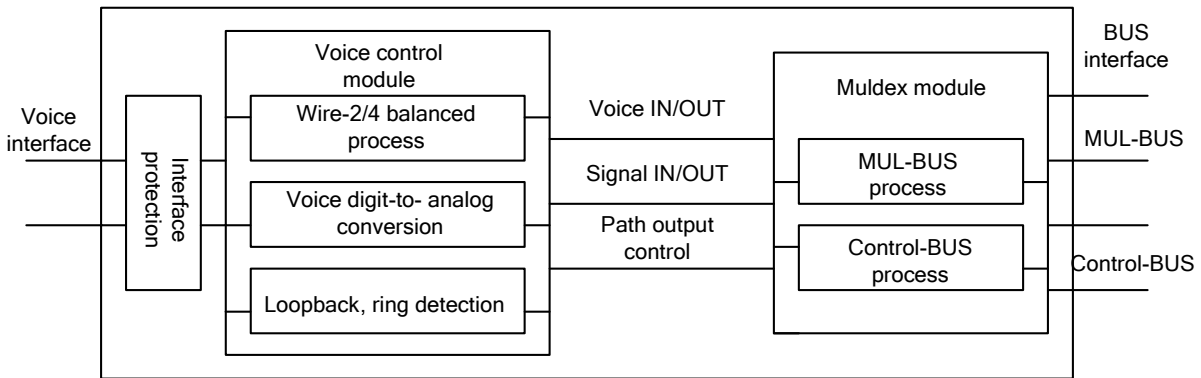 Voice
interface
Interface
protection
Voice control
module
Wire-2/4 balanced
process
Voice digit-to- analog
conversion
Loopback, ring detection
Voice IN/OUT
Signal IN/OUT
Path output
control
Muldex module
MUL-BUS
process
Control-BUS
process
BUS
interface
MUL-BUS
Control-BUS